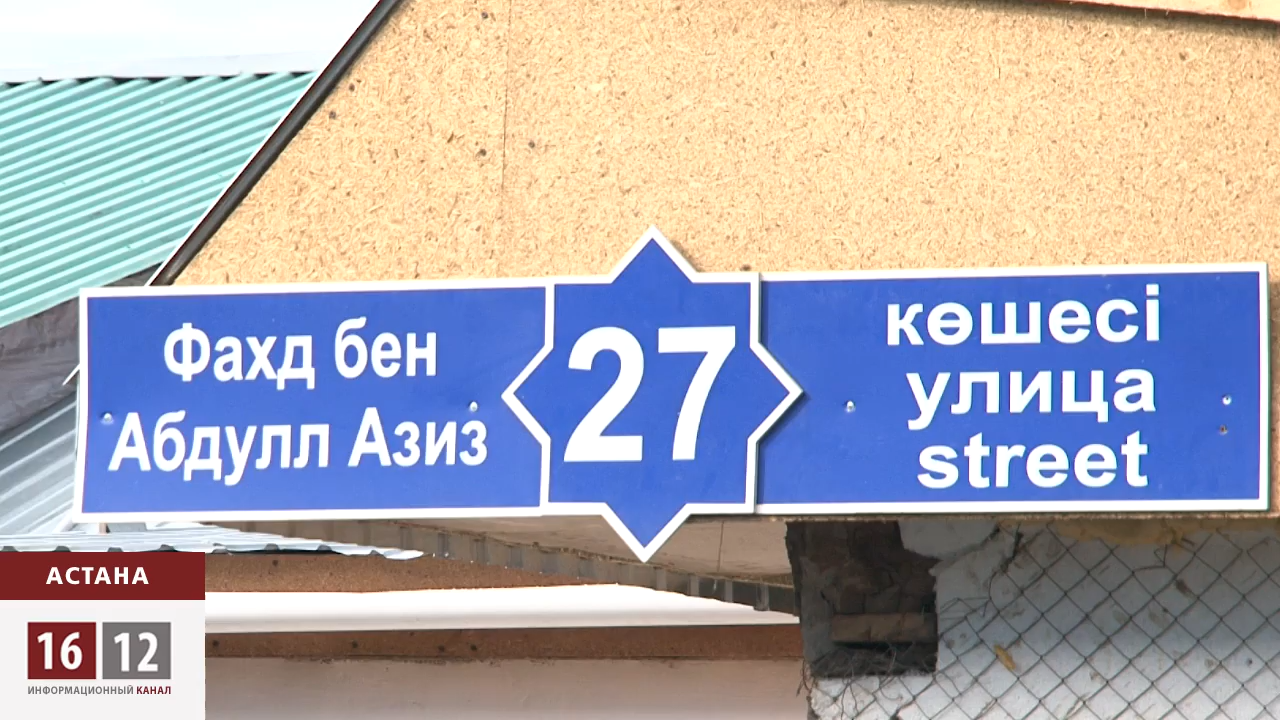 Фахд бен
Абдулл Азиз
27
көшесі
улица
street
АСТАНА
16 12
ИНФОРМАЦИОННЫЙ КАНАЛ